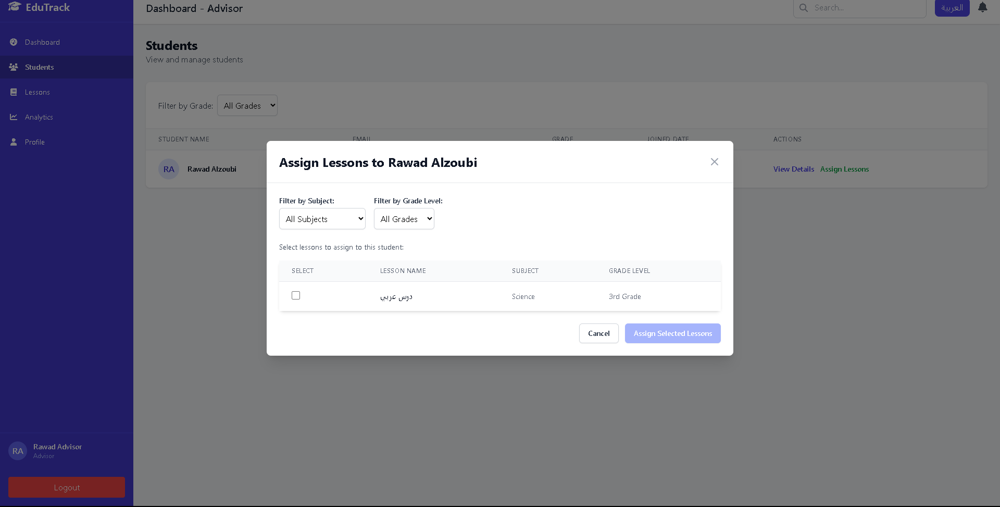 EduTrack
Dashboard - Advisor
Search...
العربية
Dashboard
Students
Lessons
Analytics
Profile
Students
View and manage students
Filter by Grade: All Grades
STUDENT NAME EMAIL GRADE JOINED DATE ACTIONS
RA Rawad Alzoubi View Details Assign Lessons
Assign Lessons to Rawad Alzoubi
Filter by Subject: Filter by Grade Level:
All Subjects All Grades
Select lessons to assign to this student:
SELECT LESSON NAME SUBJECT GRADE LEVEL
درس عربي Science 3rd Grade
Cancel Assign Selected Lessons
RA Rawad Advisor
Advisor
Logout